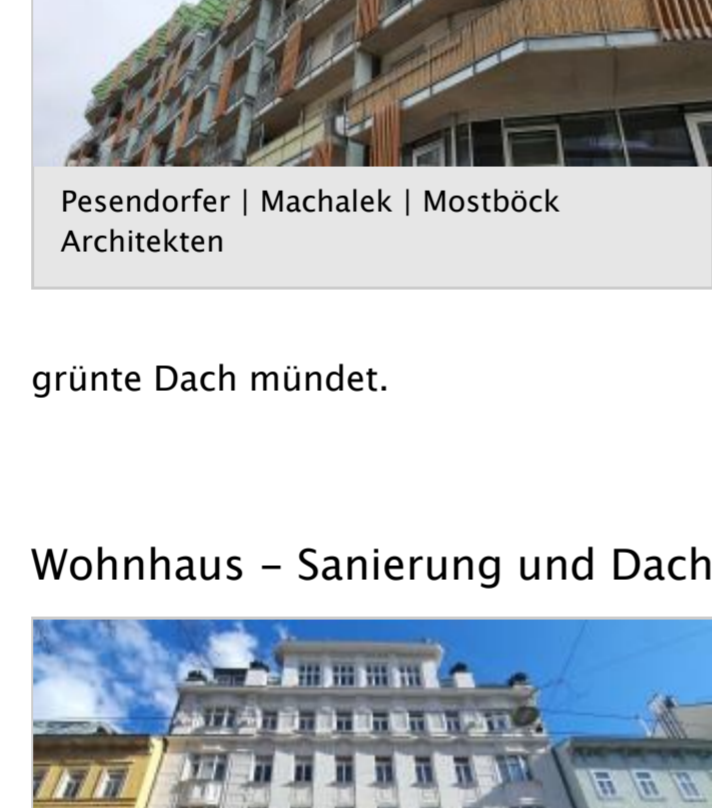 Pesendorfer | Machalek | Mostböck
Architekten
grünte Dach mündet.
Wohnhaus – Sanierung und Dach